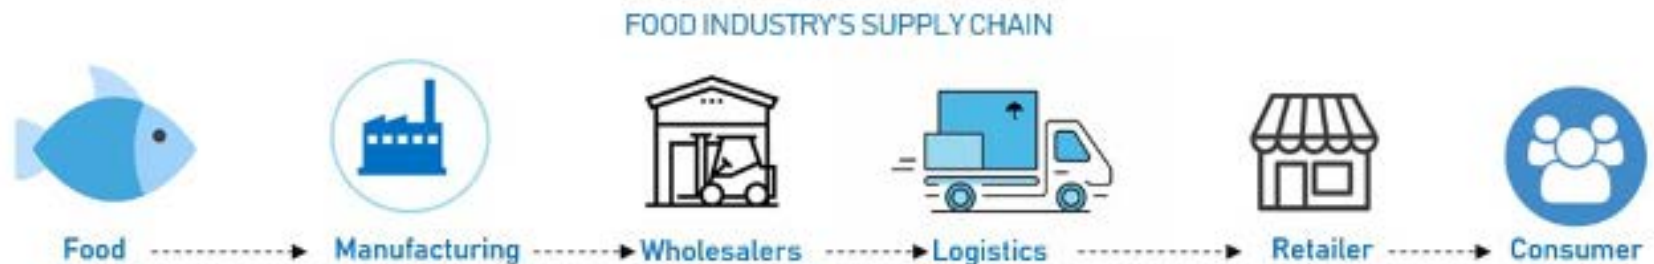 FOOD INDUSTRY'S SUPPLY CHAIN
Food Manufacturing Wholesalers Logistics Retailer Consumer